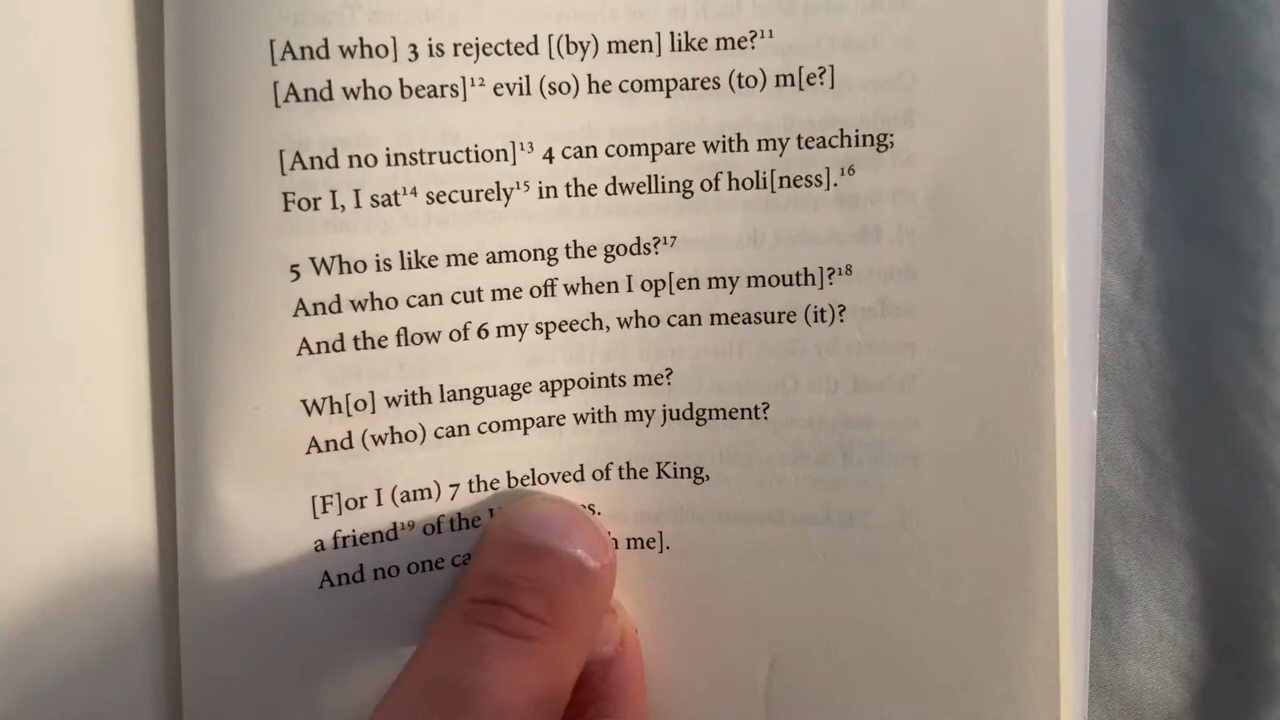 [And who] 3 is rejected [(by) men] like me?¹¹
[And who bears]¹² evil (so) he compares (to) m[e?]
[And no instruction]¹³ 4 can compare with my teaching;
For I, I sat¹⁴ securely¹⁵ in the dwelling of holi[ness].¹⁶
5 Who is like me among the gods?¹⁷
And who can cut me off when I op[en my mouth]?¹⁸
And the flow of 6 my speech, who can measure (it)?
Wh[o] with language appoints me?
And (who) can compare with my judgment?
[F]or I (am) 7 the beloved of the King,
a friend¹⁹ of the
And no one me].